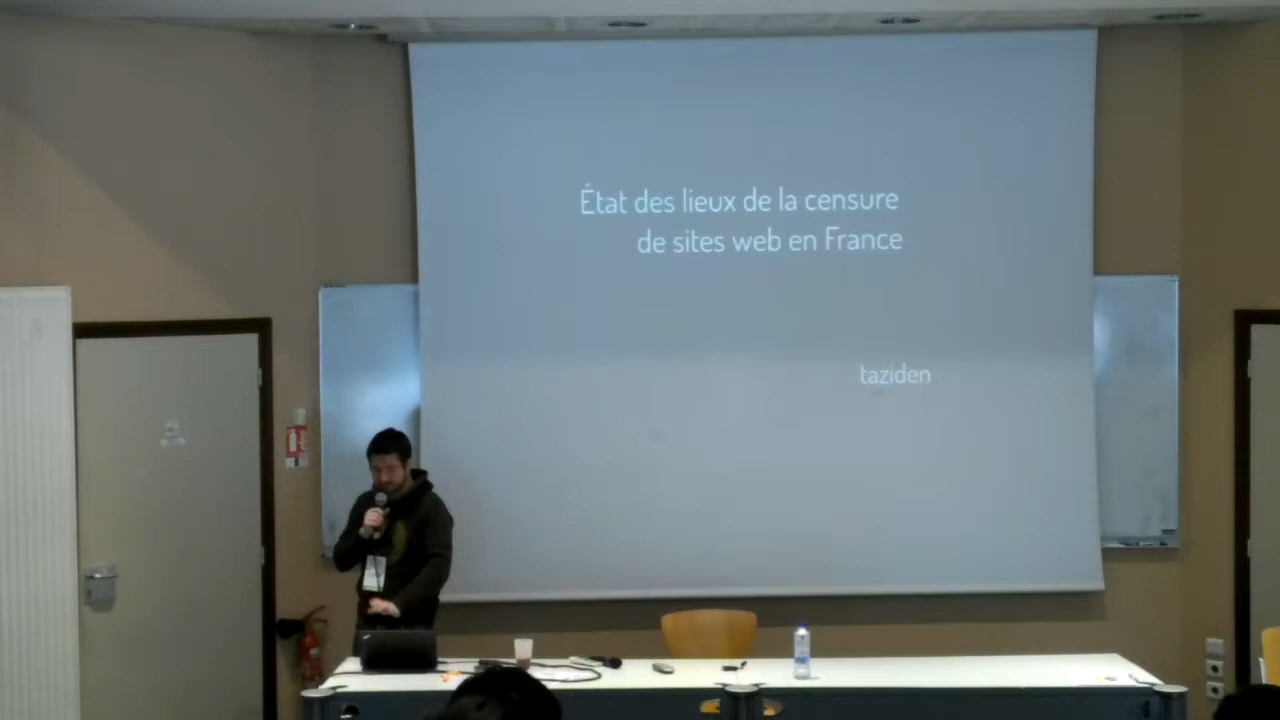 État des lieux de la censure
de sites web en France
taziden